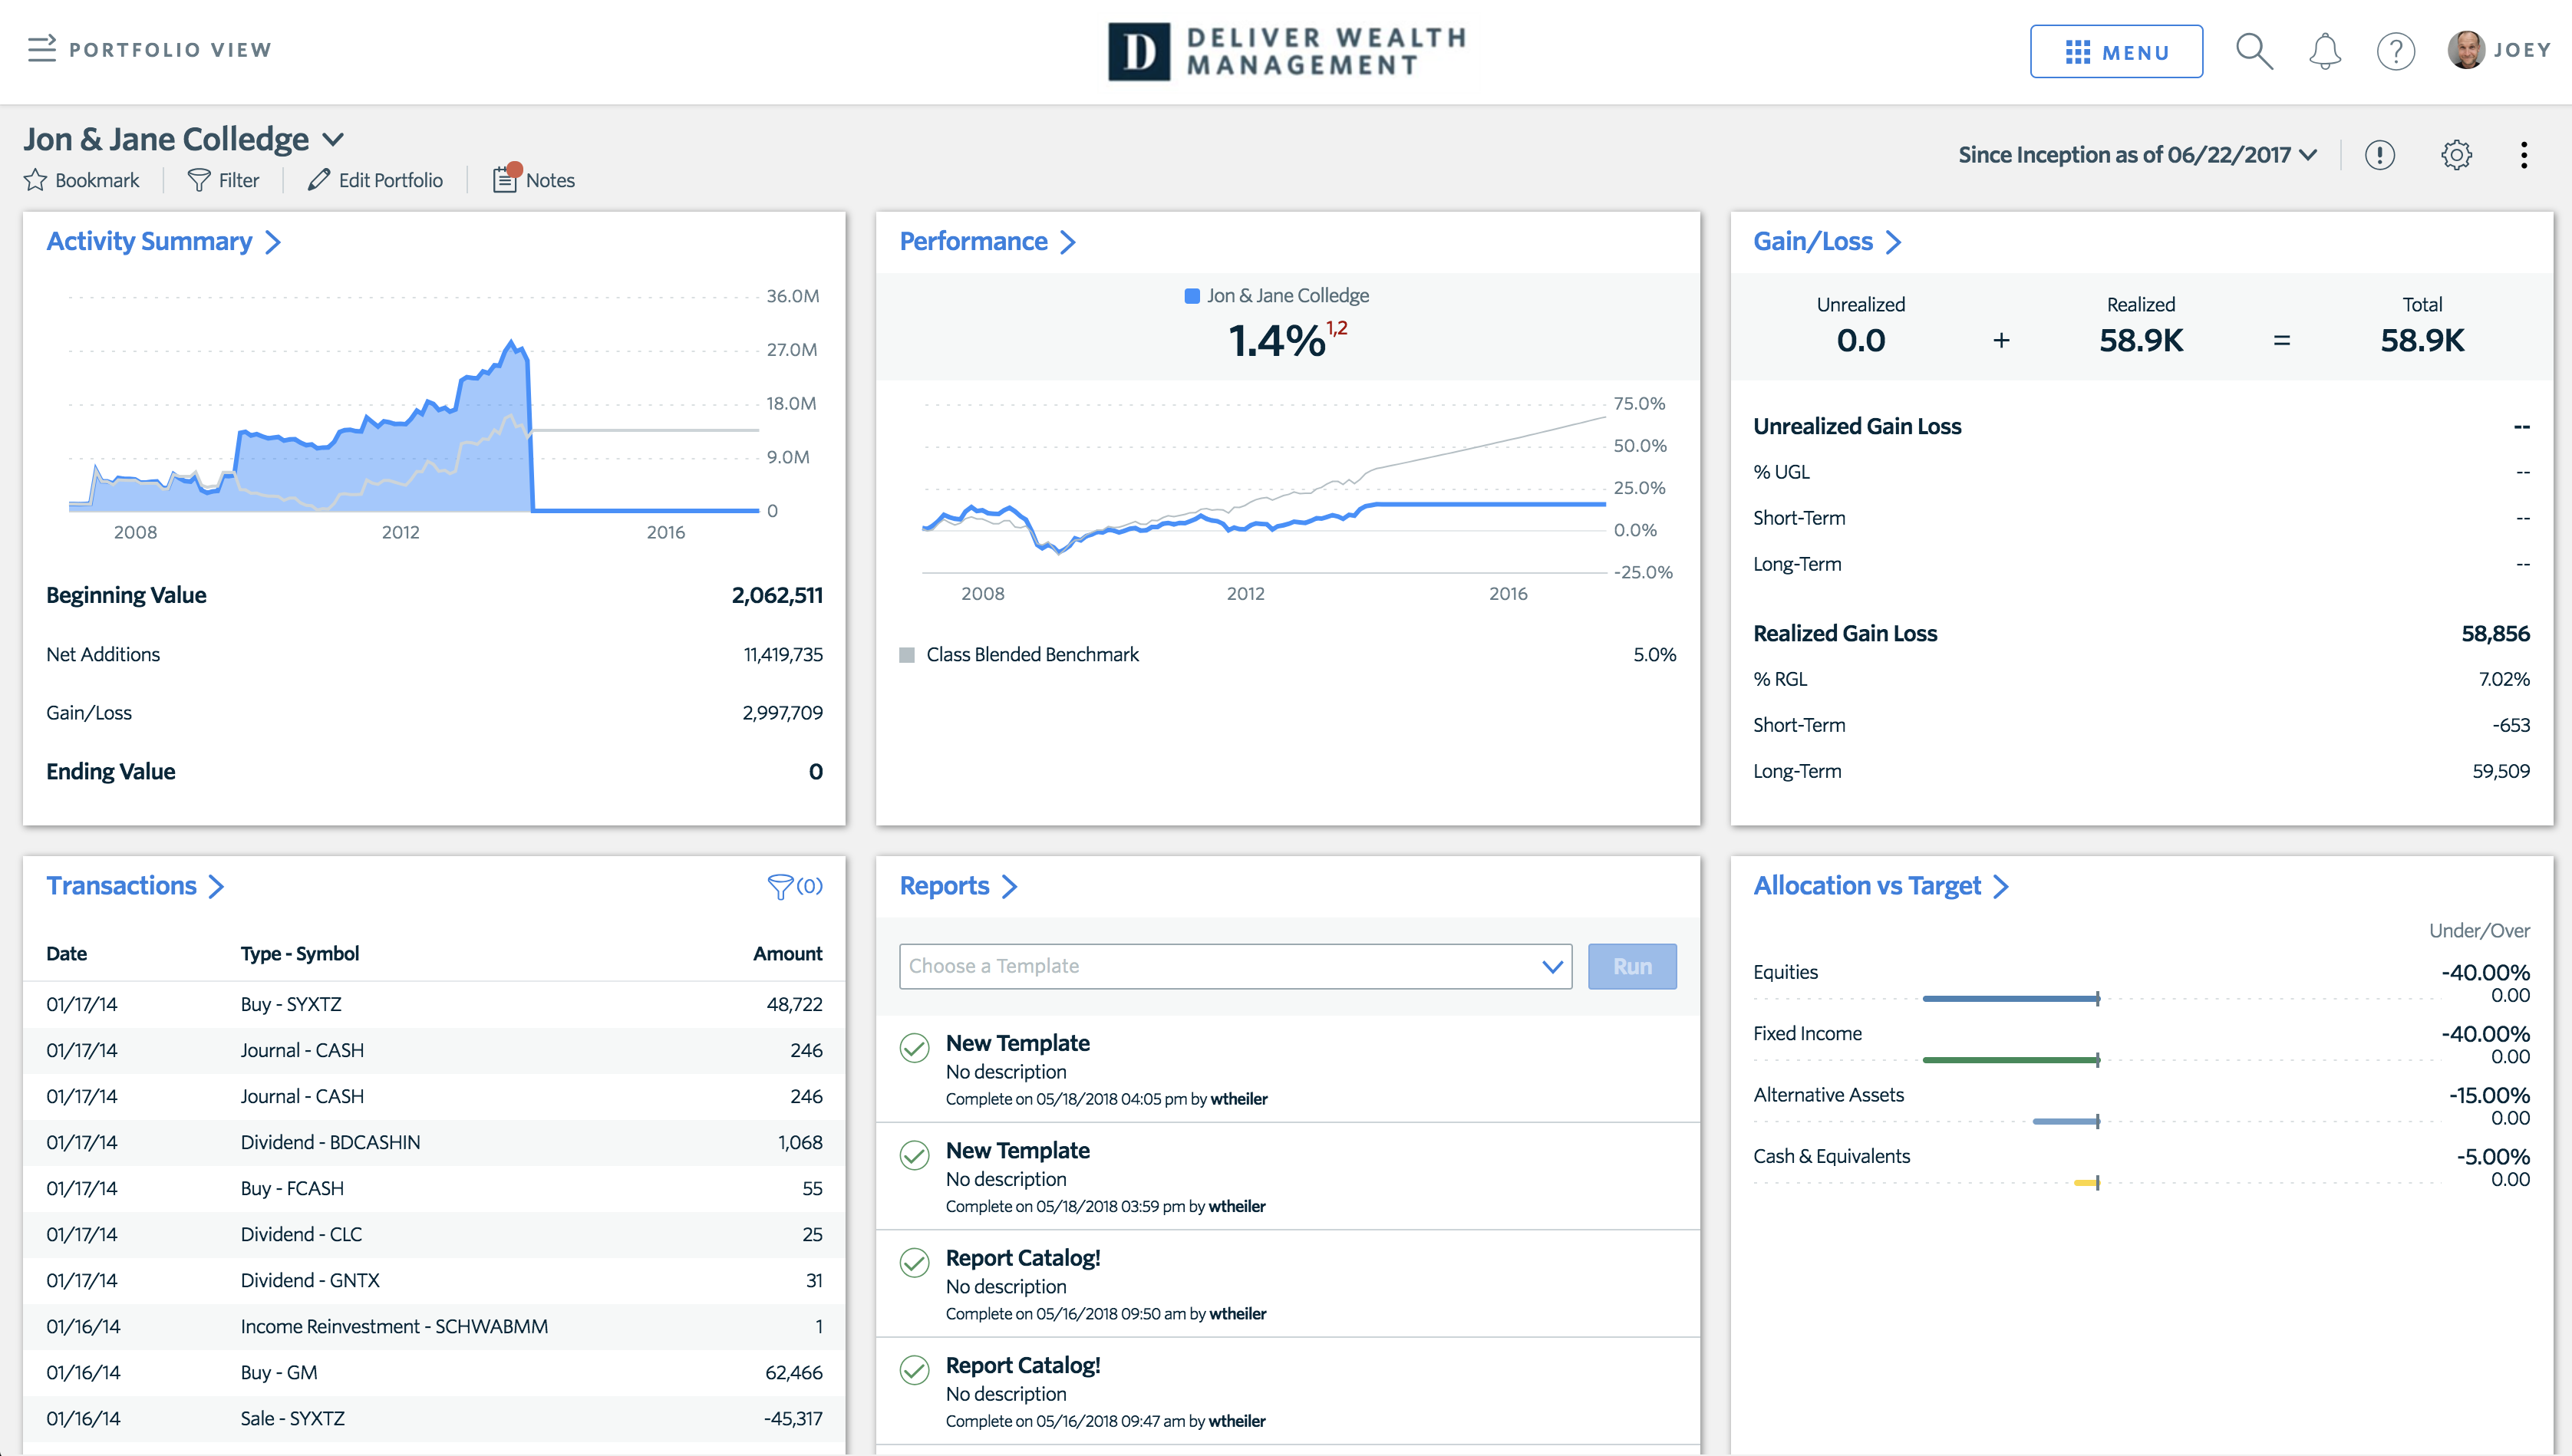 PORTFOLIO VIEW
D DELIVER WEALTH
MANAGEMENT
MENU
?
JOEY
Jon & Jane Colledge
Bookmark
Filter
Edit Portfolio
Notes
Since Inception as of 06/22/2017
!
Activity Summary
36.0M
27.0M
18.0M
9.0M
0
2008 2012 2016
Beginning Value 2,062,511
Net Additions 11,419,735
Gain/Loss 2,997,709
Ending Value 0
Performance
Jon & Jane Colledge
1.4% 1,2
75.0%
50.0%
25.0%
0.0%
-25.0%
2008 2012 2016
Class Blended Benchmark 5.0%
Gain/Loss
Unrealized Realized Total
0.0 + 58.9K = 58.9K
Unrealized Gain Loss --
% UGL --
Short-Term --
Long-Term --
Realized Gain Loss 58,856
% RGL 7.02%
Short-Term -653
Long-Term 59,509
Transactions (0)
Date Type - Symbol Amount
01/17/14 Buy - SYXTZ 48,722
01/17/14 Journal - CASH 246
01/17/14 Journal - CASH 246
01/17/14 Dividend - BDCASHIN 1,068
01/17/14 Buy - FCASH 55
01/17/14 Dividend - CLC 25
01/17/14 Dividend - GNTX 31
01/16/14 Income Reinvestment - SCHWABMM 1
01/16/14 Buy - GM 62,466
01/16/14 Sale - SYXTZ -45,317
Reports
Choose a Template Run
New Template
No description
Complete on 05/18/2018 04:05 pm by wtheiler
New Template
No description
Complete on 05/18/2018 03:59 pm by wtheiler
Report Catalog!
No description
Complete on 05/16/2018 09:50 am by wtheiler
Report Catalog!
No description
Complete on 05/16/2018 09:47 am by wtheiler
Allocation vs Target
Under/Over
Equities -40.00%
0.00
Fixed Income -40.00%
0.00
Alternative Assets -15.00%
0.00
Cash & Equivalents -5.00%
0.00